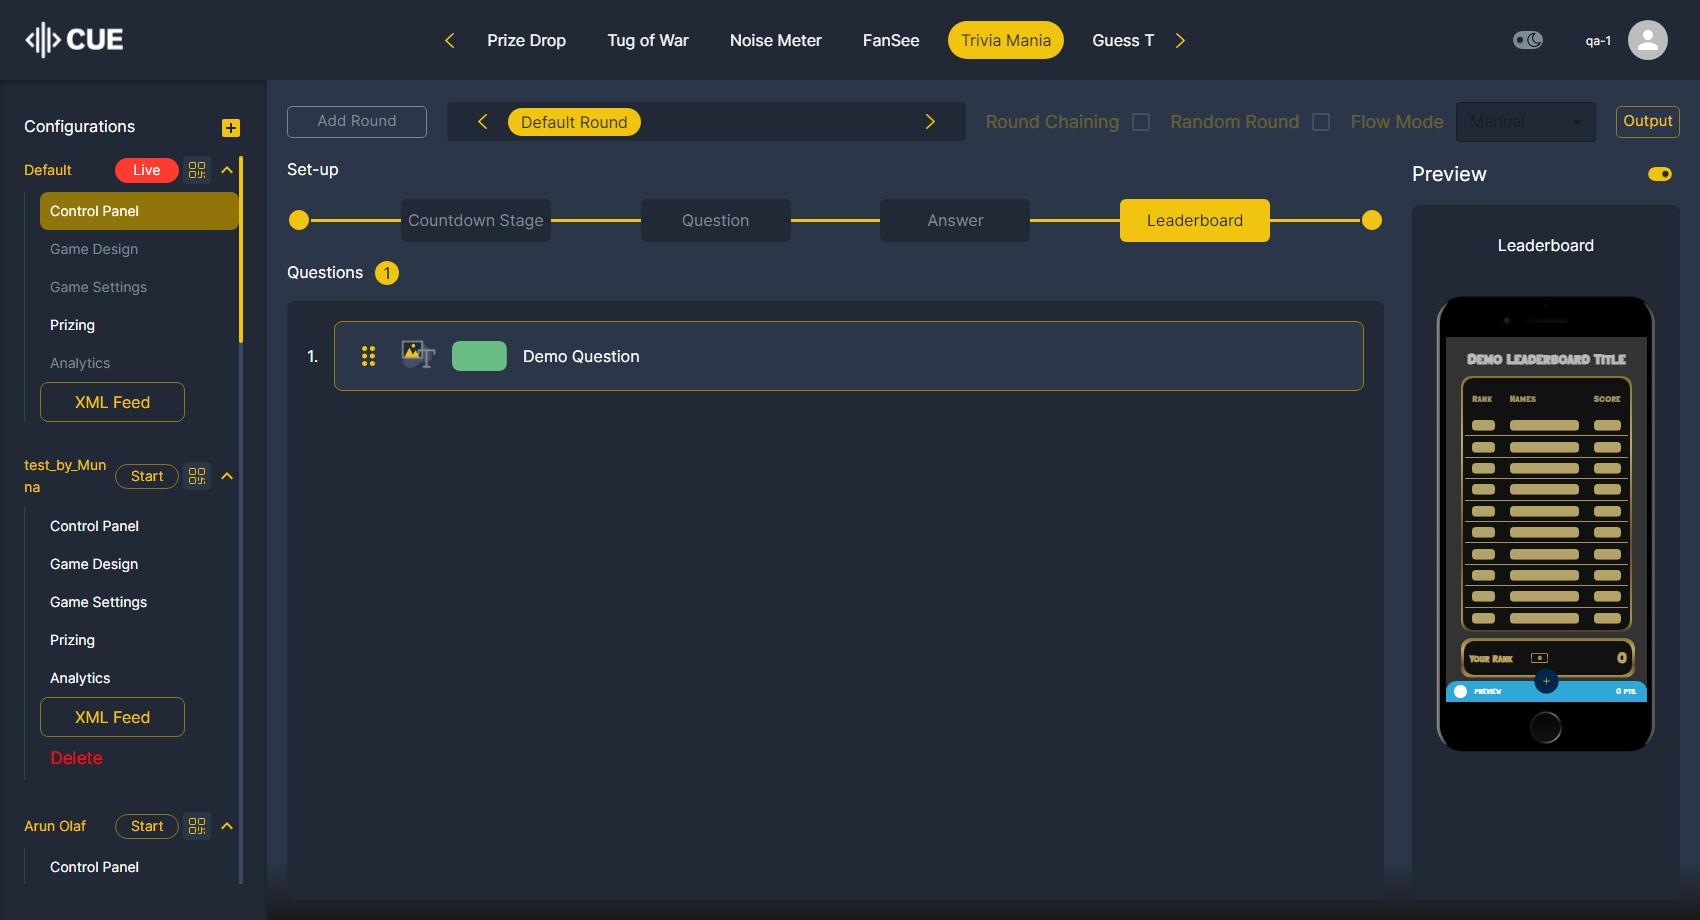 CUE
Prize Drop
Tug of War
Noise Meter
FanSee
Trivia Mania
Guess T
qa-1
Configurations
Default
Live
Control Panel
Game Design
Game Settings
Prizing
Analytics
XML Feed
test_by_Mun
na
Start
Control Panel
Game Design
Game Settings
Prizing
Analytics
XML Feed
Delete
Arun Olaf
Start
Control Panel
Add Round
Default Round
Round Chaining
Random Round
Flow Mode
Manual
Output
Set-up
Countdown Stage
Question
Answer
Leaderboard
Questions
1
1.
Demo Question
Preview
Leaderboard
Demo Leaderboard Title
Rank
Names
Score
Your Rank
0
0
PREVIEW
0 PTS.